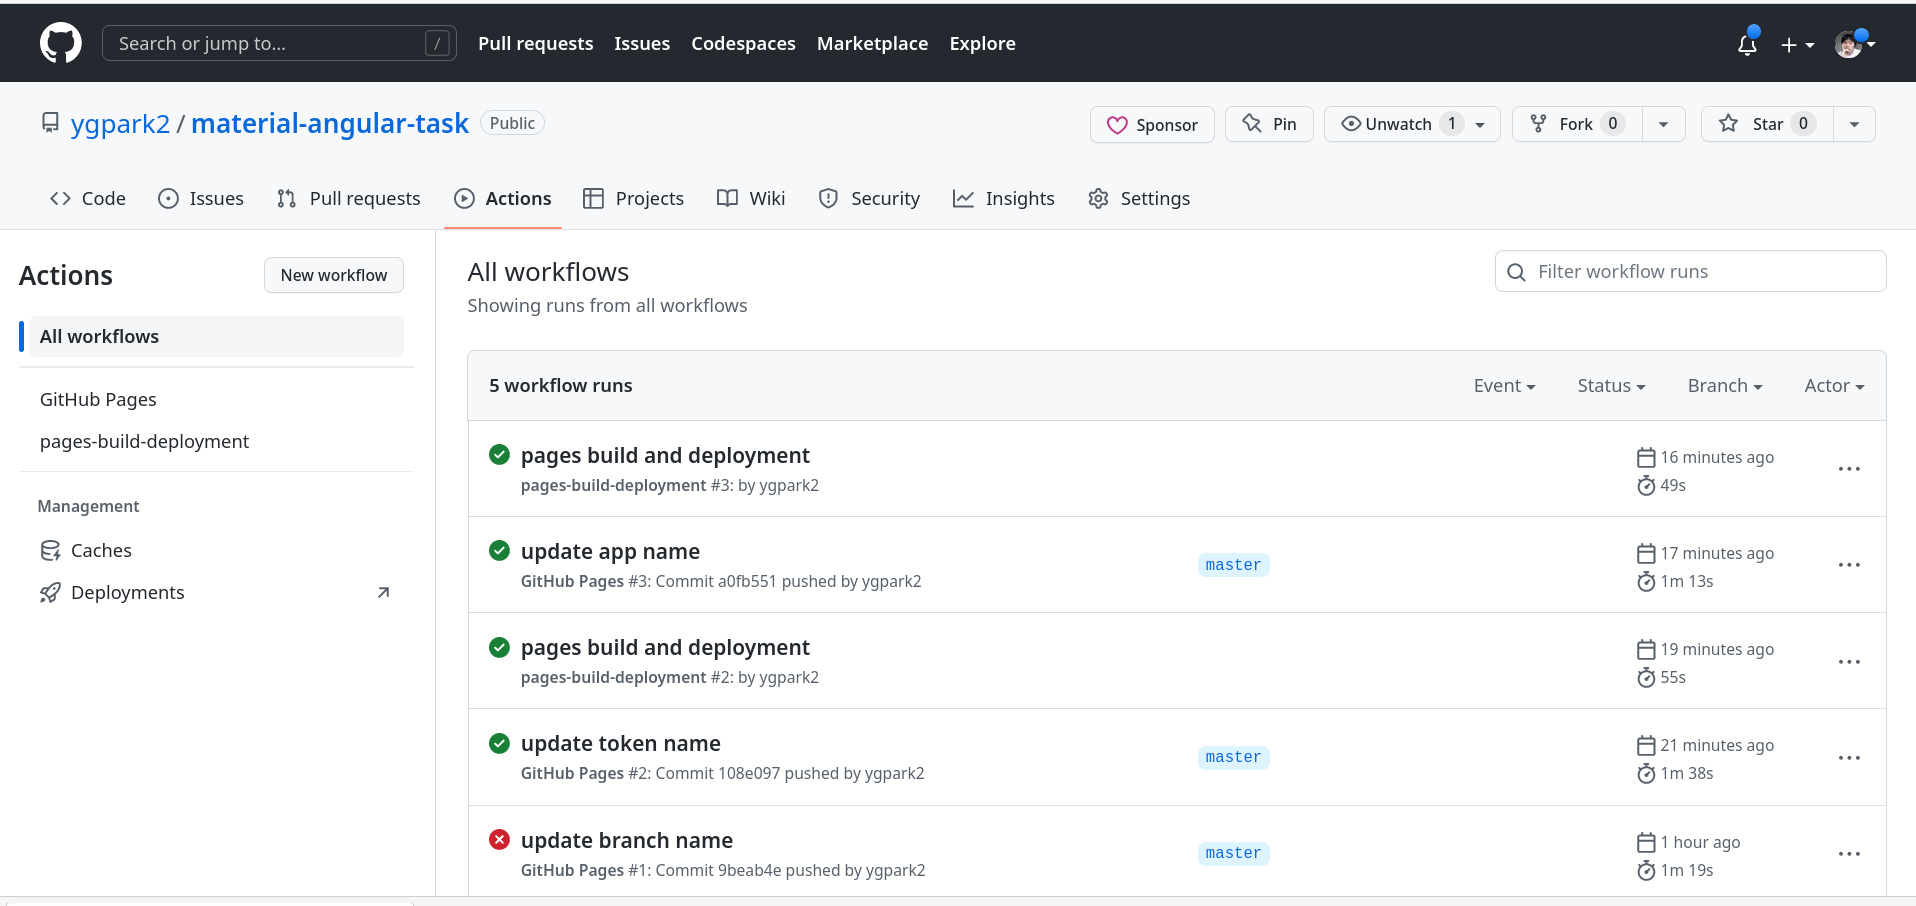 Search or jump to... /
Pull requests Issues Codespaces Marketplace Explore
ygpark2 / material-angular-task Public
Sponsor Pin Unwatch 1 Fork 0 Star 0
Code Issues Pull requests Actions Projects Wiki Security Insights Settings
Actions
New workflow
All workflows
GitHub Pages
pages-build-deployment
Management
Caches
Deployments
All workflows
Showing runs from all workflows
Filter workflow runs
5 workflow runs
Event Status Branch Actor
pages build and deployment
pages-build-deployment #3: by ygpark2
16 minutes ago
49s
update app name
GitHub Pages #3: Commit a0fb551 pushed by ygpark2
master
17 minutes ago
1m 13s
pages build and deployment
pages-build-deployment #2: by ygpark2
19 minutes ago
55s
update token name
GitHub Pages #2: Commit 108e097 pushed by ygpark2
master
21 minutes ago
1m 38s
update branch name
GitHub Pages #1: Commit 9beab4e pushed by ygpark2
master
1 hour ago
1m 19s